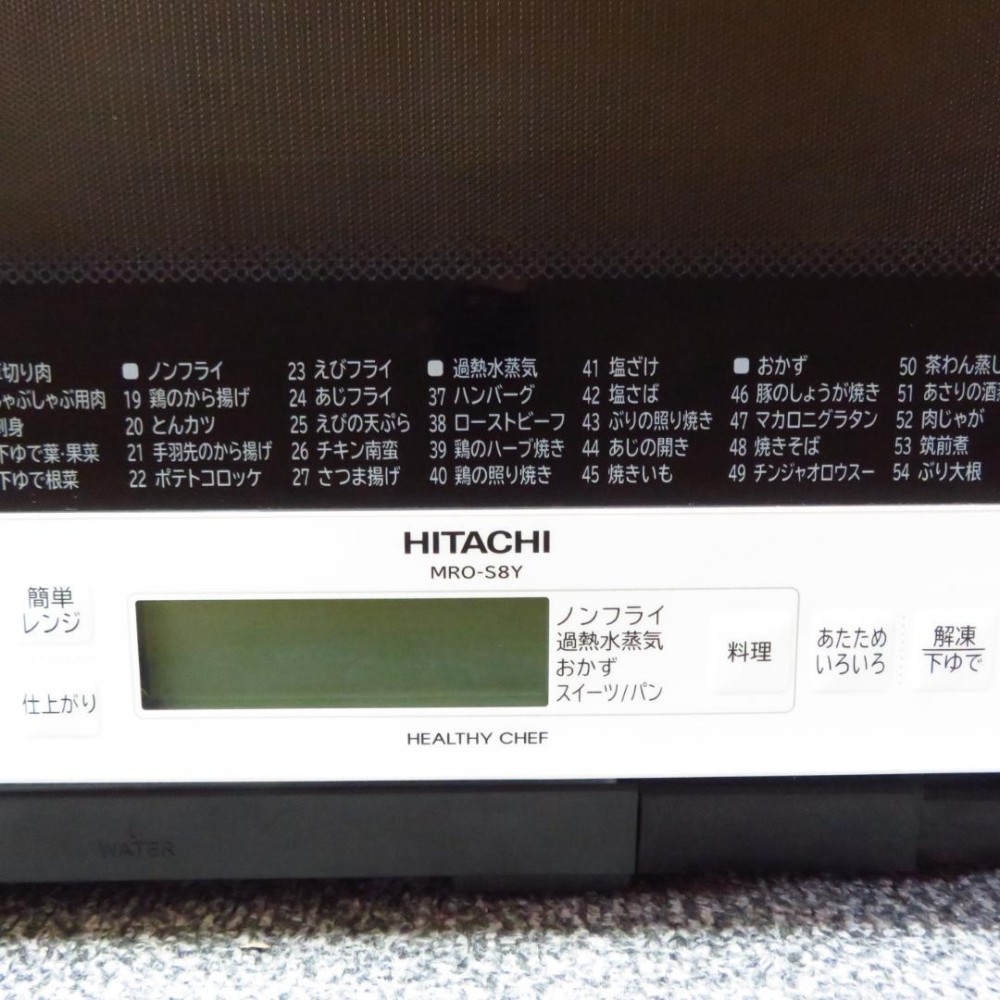 切り肉
ゃぶしゃぶ用肉
刺身
下ゆで葉・果菜
下ゆで根菜
■ ノンフライ
19 鶏のから揚げ
20 とんカツ
21 手羽先のから揚げ
22 ポテトコロッケ
23 えびフライ
24 あじフライ
25 えびの天ぷら
26 チキン南蛮
27 さつま揚げ
■ 過熱水蒸気
37 ハンバーグ
38 ローストビーフ
39 鶏のハーブ焼き
40 鶏の照り焼き
41 塩ざけ
42 塩さば
43 ぶりの照り焼き
44 あじの開き
45 焼きいも
■ おかず
46 豚のしょうが焼き
47 マカロニグラタン
48 焼きそば
49 チンジャオロウスー
50 茶わん蒸し
51 あさりの酒蒸
52 肉じゃが
53 筑前煮
54 ぶり大根
HITACHI
MRO-S8Y
簡単
レンジ
仕上がり
ノンフライ
過熱水蒸気
おかず
スイーツ/パン
料理
あたため
いろいろ
解凍
下ゆで
HEALTHY CHEF
WATER